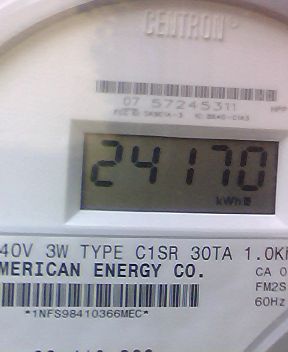 CENTRON®
07 57245311
24170
kWh
40V 3W TYPE C1SR 30TA 1.0K
MERICAN ENERGY CO.
CA 0
FM2S
60Hz
*1NFS98410366MEC*